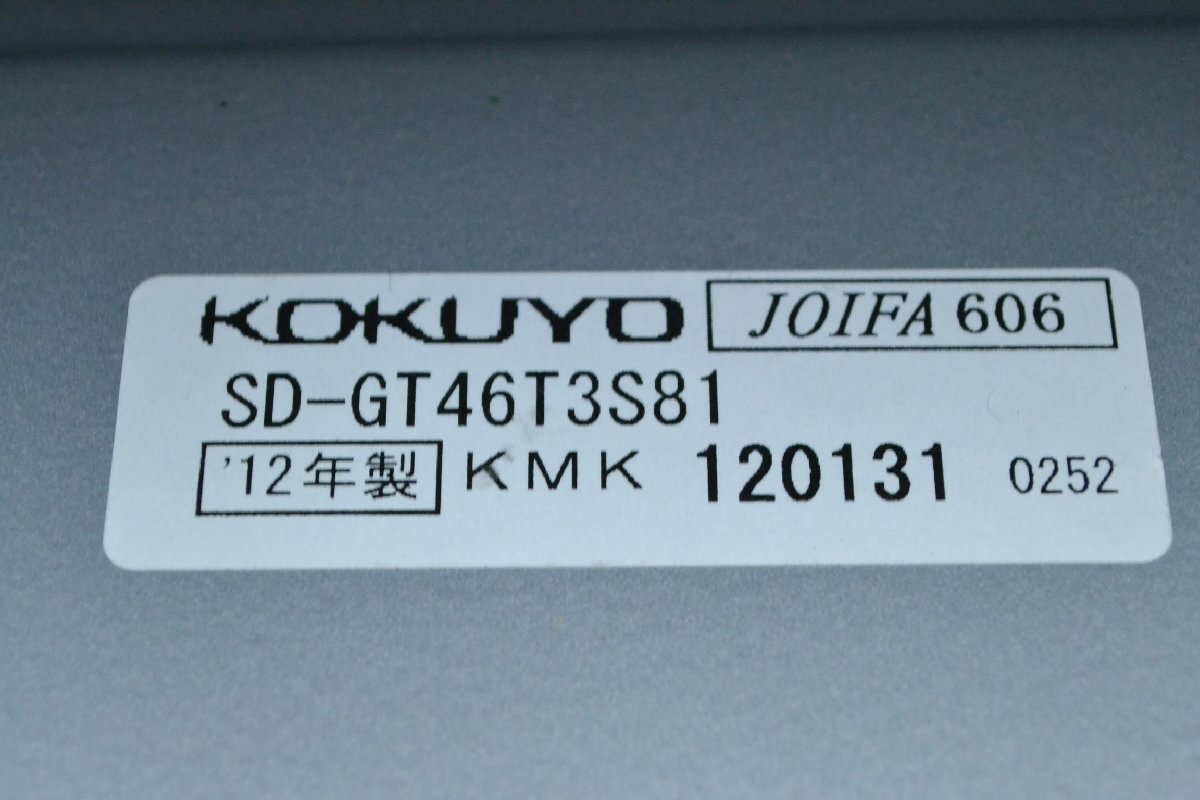 KOKUYO JOIFA 606
SD-GT46T3S81
'12年製 KMK 120131 0252